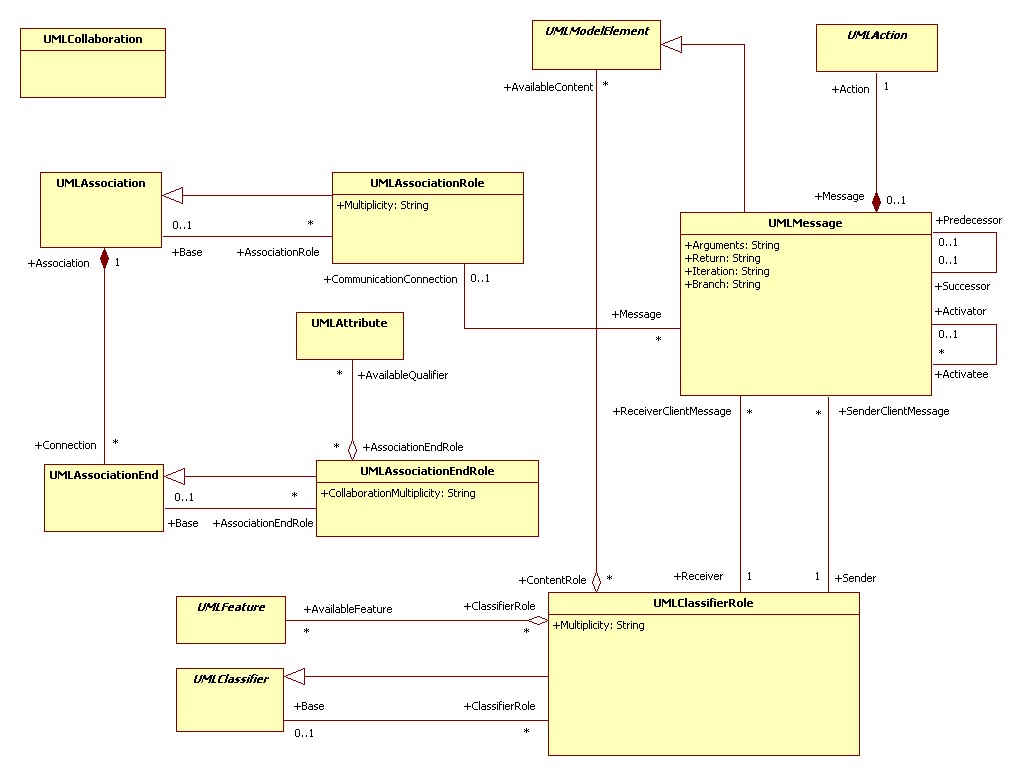 UMLCollaboration
UMLModelElement
UMLAction
+AvailableContent
*
+Action
1
UMLAssociation
UMLAssociationRole
+Multiplicity: String
+Message
0..1
0..1
*
+Base
+AssociationRole
UMLMessage
+Arguments: String
+Return: String
+Iteration: String
+Branch: String
+Predecessor
0..1
0..1
+Successor
+Association
1
+CommunicationConnection
0..1
+Message
*
+Activator
0..1
*
+Activatee
UMLAttribute
*
+AvailableQualifier
+ReceiverClientMessage
*
*
+SenderClientMessage
+Connection
*
*
+AssociationEndRole
UMLAssociationEnd
UMLAssociationEndRole
+CollaborationMultiplicity: String
0..1
*
+Base
+AssociationEndRole
+ContentRole
*
+Receiver
1
1
+Sender
UMLFeature
+AvailableFeature
+ClassifierRole
*
*
UMLClassifierRole
+Multiplicity: String
UMLClassifier
+Base
+ClassifierRole
0..1
*